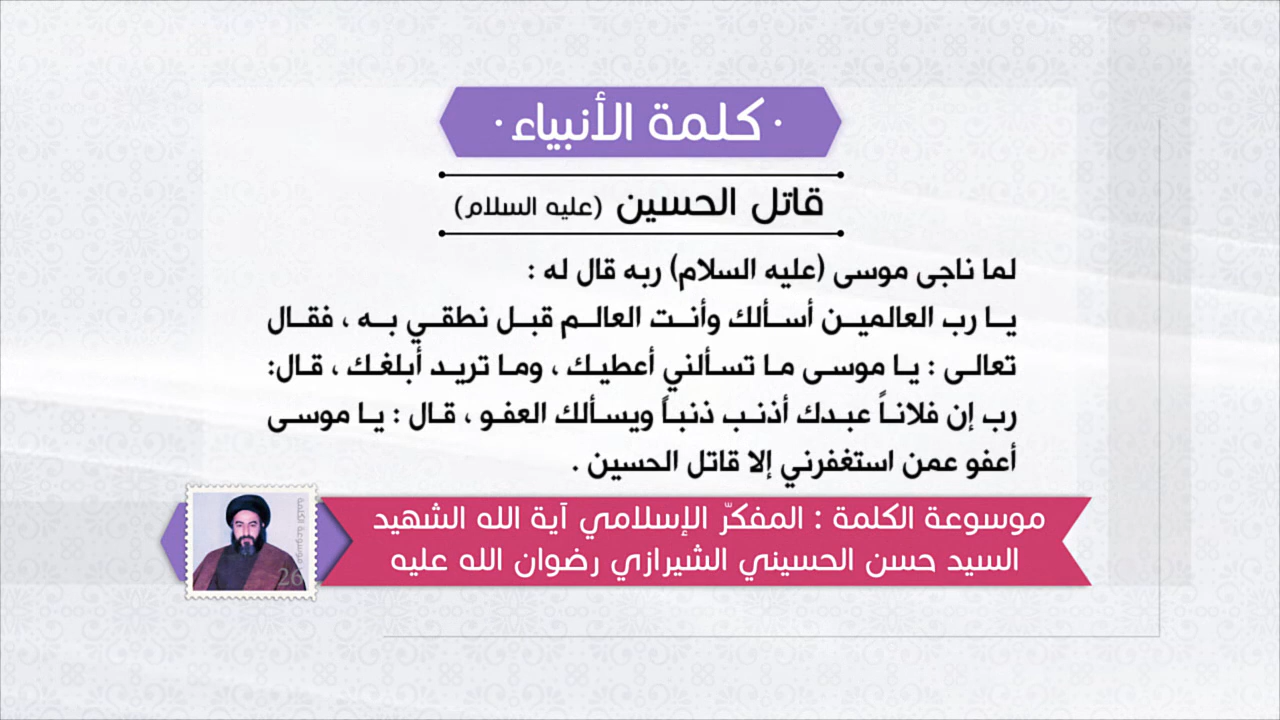 · كلمة الأنبياء ·
قاتل الحسين (عليه السلام)
لما ناجى موسى (عليه السلام) ربه قال له :
يا رب العالمين أسألك وأنت العالم قبل نطقي به ، فقال
تعالى : يا موسى ما تسألني أعطيك ، وما تريد أبلغك ، قال:
رب إن فلاناً عبدك أذنب ذنباً ويسألك العفو ، قال : يا موسى
أعفو عمن استغفرني إلا قاتل الحسين .
موسوعة الكلمة : المفكرّ الإسلامي آية الله الشهيد
السيد حسن الحسيني الشيرازي رضوان الله عليه
26